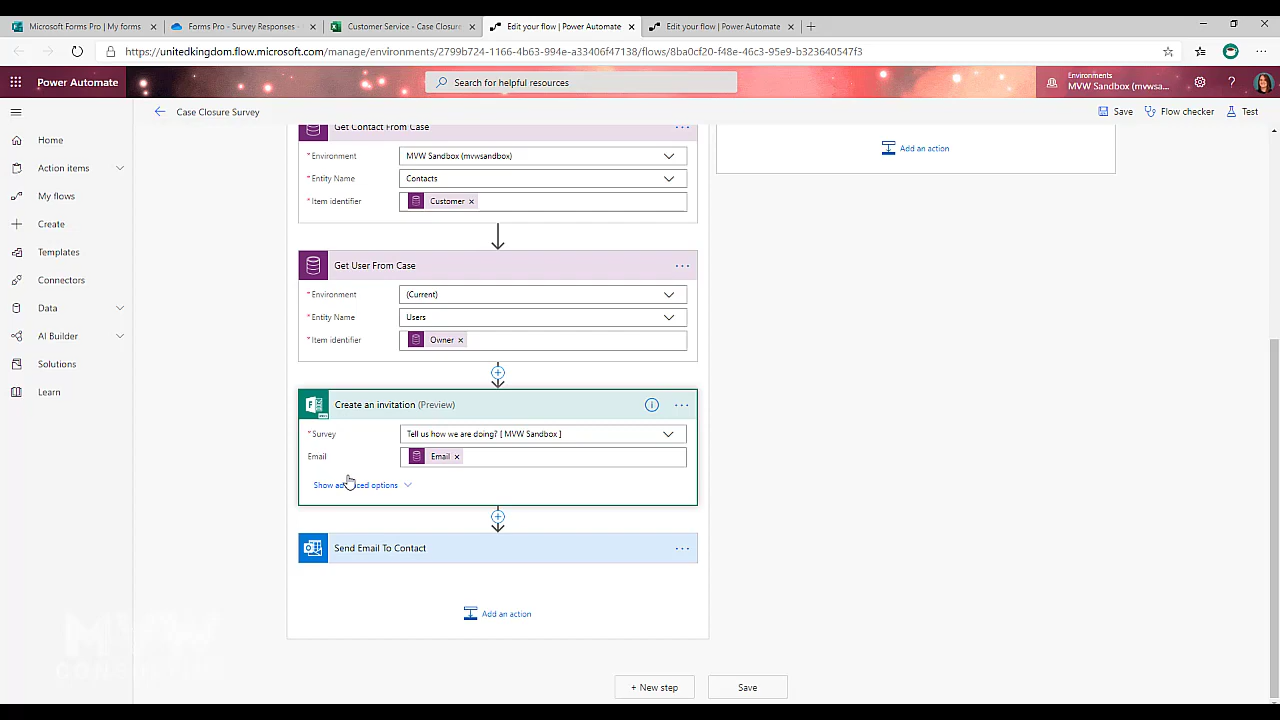 Microsoft Forms Pro | My forms
Forms Pro - Survey Responses -
Customer Service - Case Closure
Edit your flow | Power Automate
Edit your flow | Power Automate
https://unitedkingdom.flow.microsoft.com/manage/environments/2799b724-1166-4b63-994e-a33406f47138/flows/8ba0cf20-f48e-46c3-95e9-b323640547f3
Power Automate
Search for helpful resources
Environments
MVW Sandbox (mvwsa...
Case Closure Survey
Save
Flow checker
Test
Home
Action items
My flows
Create
Templates
Connectors
Data
AI Builder
Solutions
Learn
Get Contact From Case
* Environment
MVW Sandbox (mvwsandbox)
* Entity Name
Contacts
* Item identifier
Customer
Add an action
Get User From Case
* Environment
(Current)
* Entity Name
Users
* Item identifier
Owner
Create an invitation (Preview)
* Survey
Tell us how we are doing? [ MVW Sandbox ]
Email
Email
Show advanced options
Send Email To Contact
Add an action
+ New step
Save
MVW